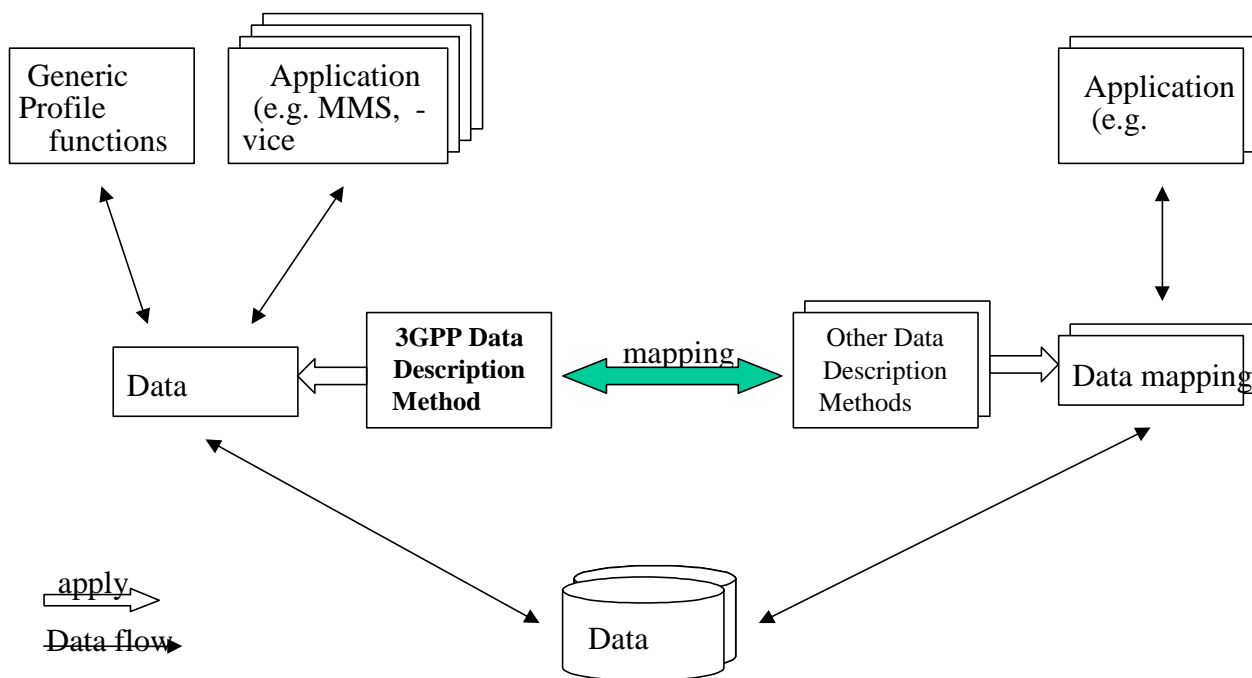 Generic
Profile
functions
Application
(e.g. MMS, -
vice
Application
(e.g.
Data
3GPP Data
Description
Method
mapping
Other Data
Description
Methods
Data mapping
apply
Data flow
Data